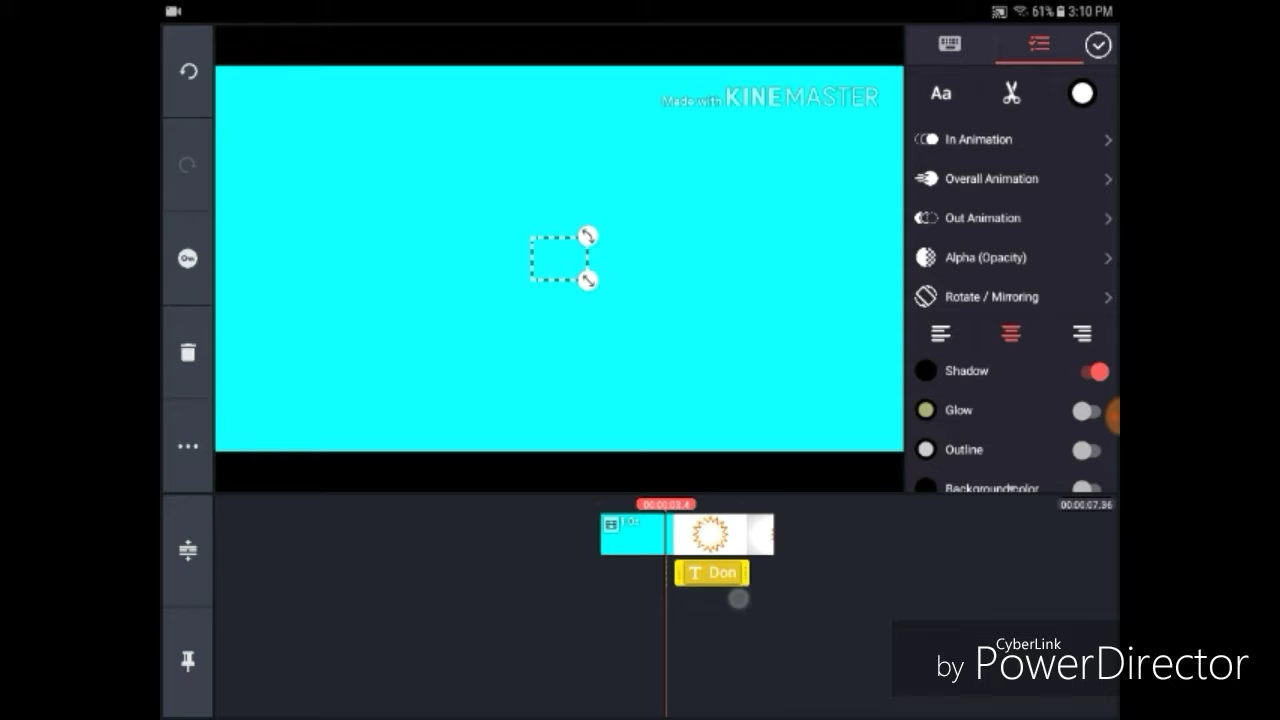 61% 3:10 PM
Made with KINEMASTER
Aa
In Animation
Overall Animation
Out Animation
Alpha (Opacity)
Rotate / Mirroring
Shadow
Glow
Outline
Background color
00:00:03.4
00:00:07.36
T Don
CyberLink
by PowerDirector